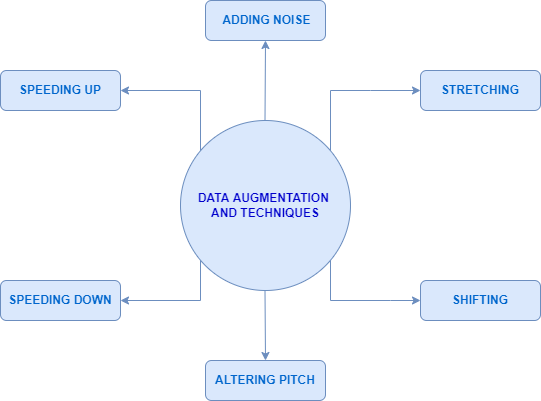 ADDING NOISE
SPEEDING UP
STRETCHING
DATA AUGMENTATION
AND TECHNIQUES
SPEEDING DOWN
SHIFTING
ALTERING PITCH